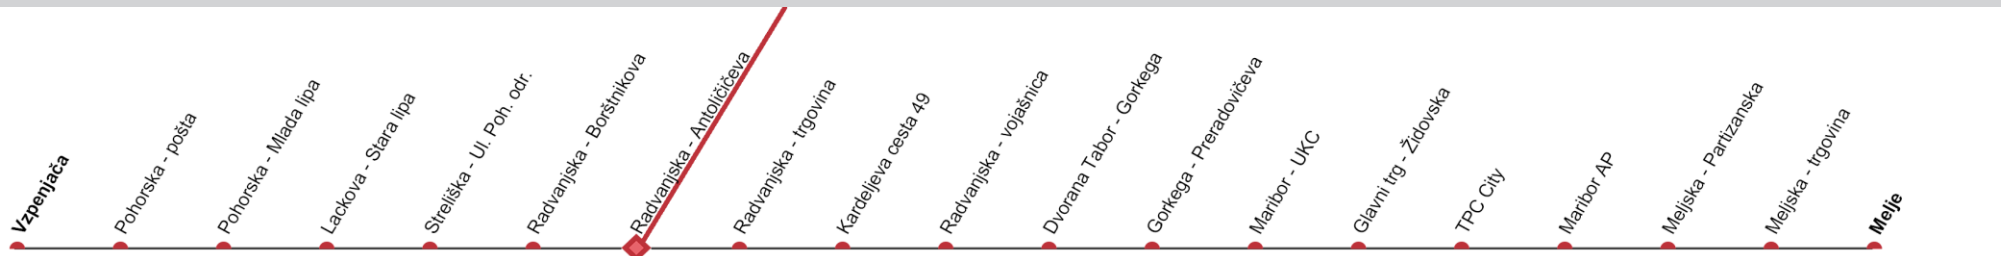 Vzpenjača
Pohorska - pošta
Pohorska - Mlada lipa
Lackova - Stara lipa
Streliška - Ul. Poh. odr.
Radvanjska - Borštnikova
Radvanjska - Antoličičeva
Radvanjska - trgovina
Kardeljeva cesta 49
Radvanjska - vojašnica
Dvorana Tabor - Gorkega
Gorkega - Preradovičeva
Maribor - UKC
Glavni trg - Židovska
TPC City
Maribor AP
Meljska - Partizanska
Meljska - trgovina
Melje